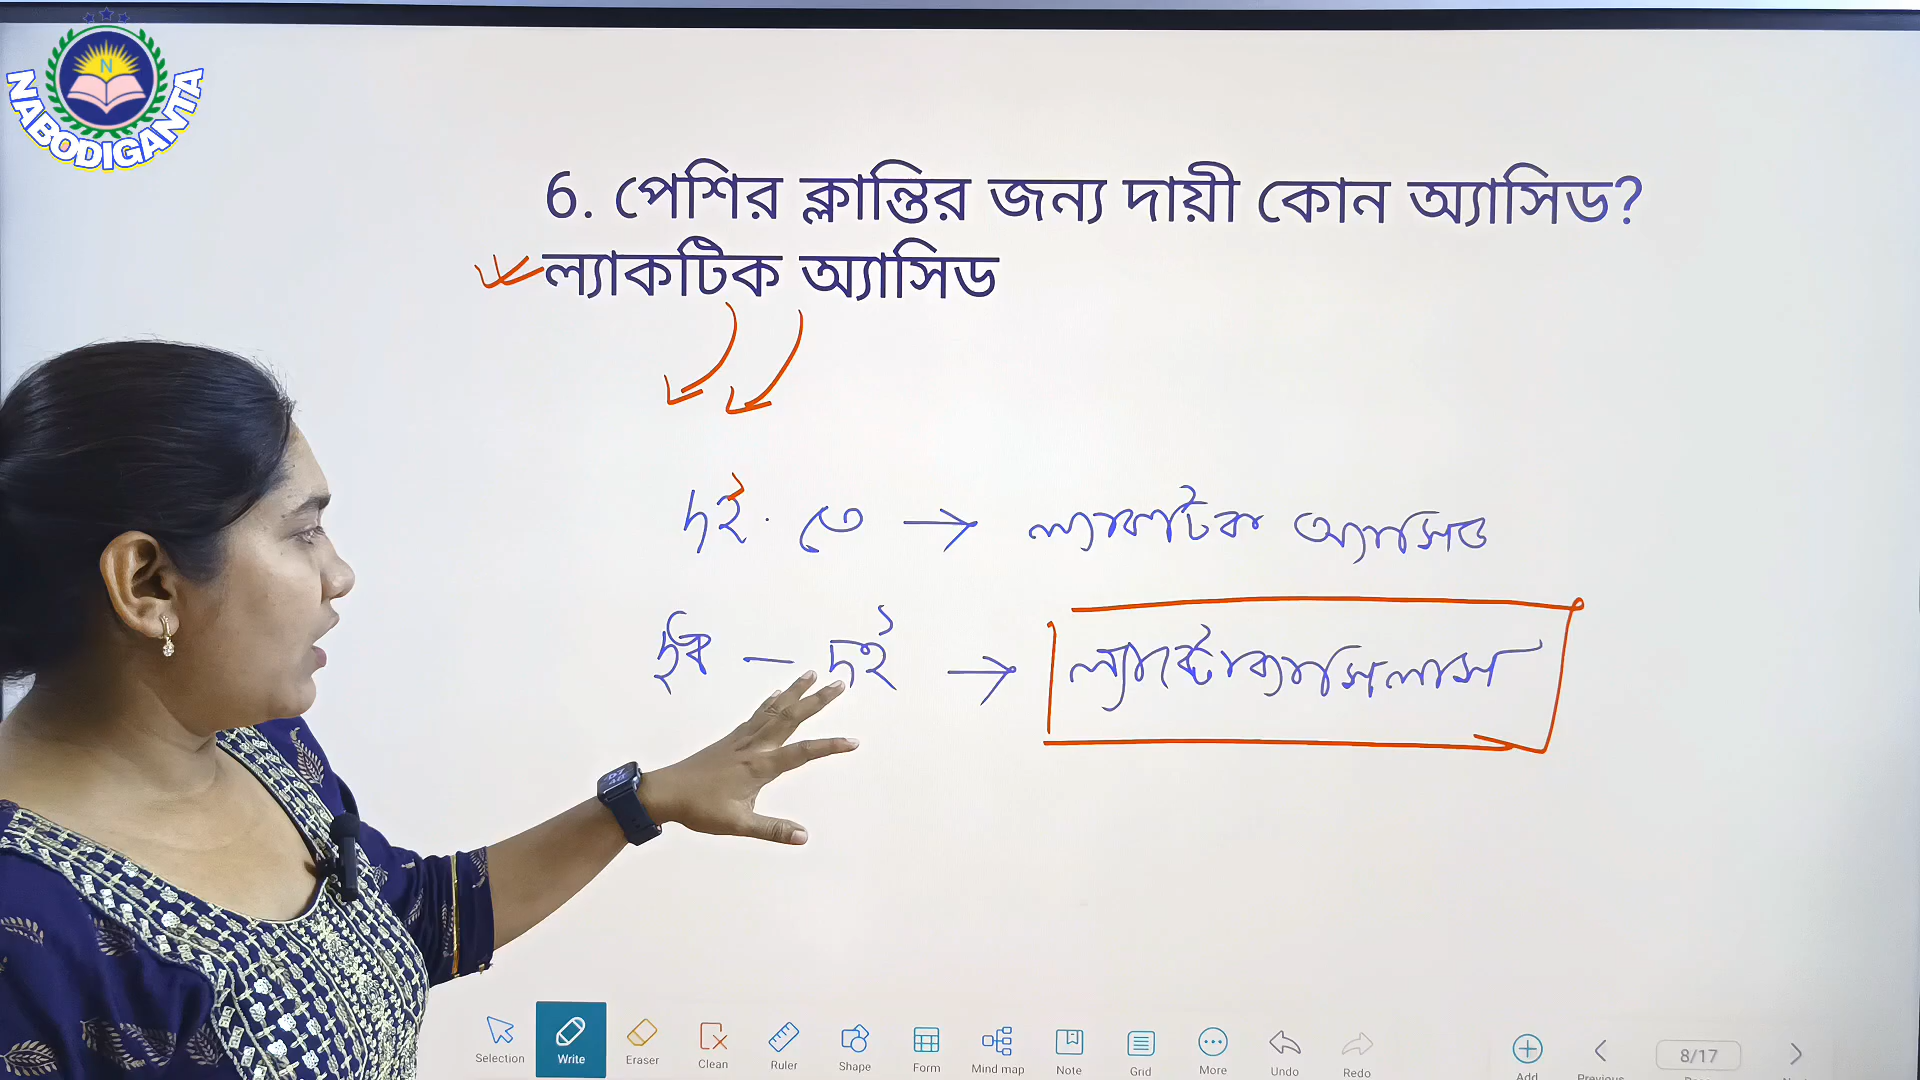 NABODIGANTA
N
6. পেশির ক্লান্তির জন্য দায়ী কোন অ্যাসিড?
ল্যাকটিক অ্যাসিড
দই তে → ল্যাকটিক অ্যাসিড
দুধ — দই → ল্যাক্টোব্যাসিলাস
Selection Write Eraser Clean Ruler Shape Form Mind map Note Grid More Undo Redo Add Previous 8/17